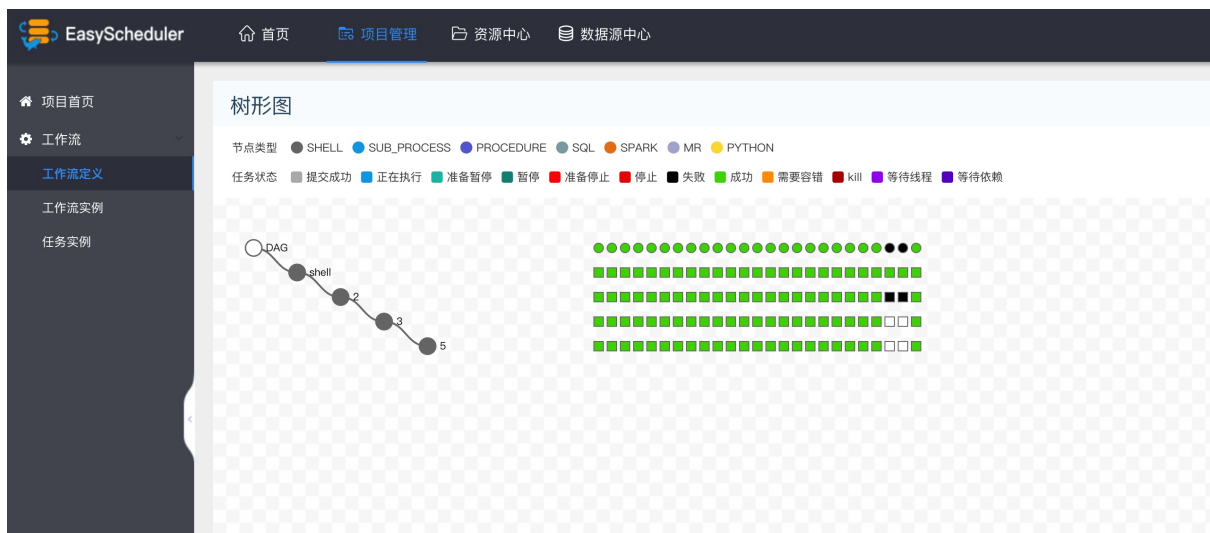 EasyScheduler 首页 项目管理 资源中心 数据源中心
项目首页
工作流
工作流定义
工作流实例
任务实例
树形图
节点类型 SHELL SUB_PROCESS PROCEDURE SQL SPARK MR PYTHON
任务状态 提交成功 正在执行 准备暂停 暂停 准备停止 停止 失败 成功 需要容错 kill 等待线程 等待依赖
DAG
shell
2
3
5